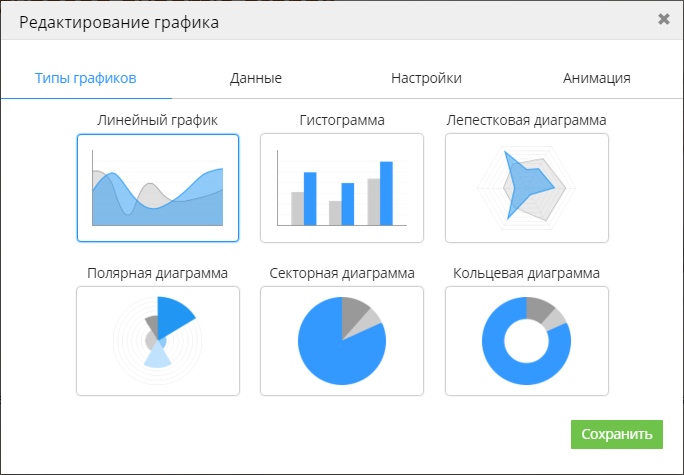 Редактирование графика
Типы графиков Данные Настройки Анимация
Линейный график Гистограмма Лепестковая диаграмма
Полярная диаграмма Секторная диаграмма Кольцевая диаграмма
Сохранить